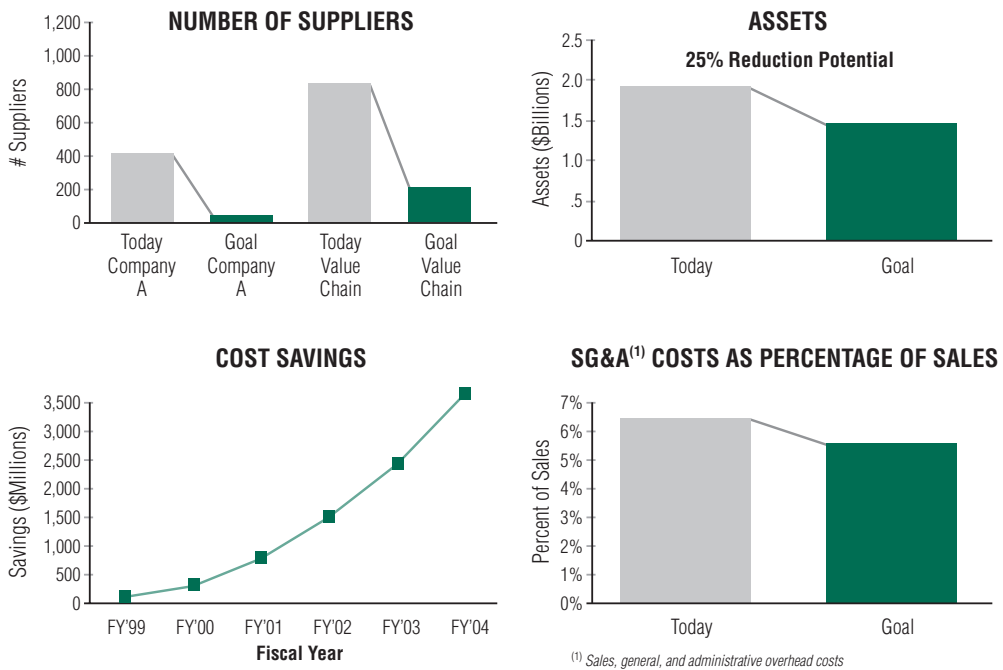 NUMBER OF SUPPLIERS
# Suppliers
1,200
1,000
800
600
400
200
0
Today
Company
A
Goal
Company
A
Today
Value
Chain
Goal
Value
Chain
ASSETS
25% Reduction Potential
Assets ($Billions)
2.5
2.0
1.5
1.0
.5
0
Today
Goal
COST SAVINGS
Savings ($Millions)
3,500
3,000
2,500
2,000
1,500
1,000
500
0
FY'99
FY'00
FY'01
FY'02
FY'03
FY'04
Fiscal Year
SG&A(1) COSTS AS PERCENTAGE OF SALES
Percent of Sales
7%
6%
5%
4%
3%
2%
1%
0%
Today
Goal
(1) Sales, general, and administrative overhead costs